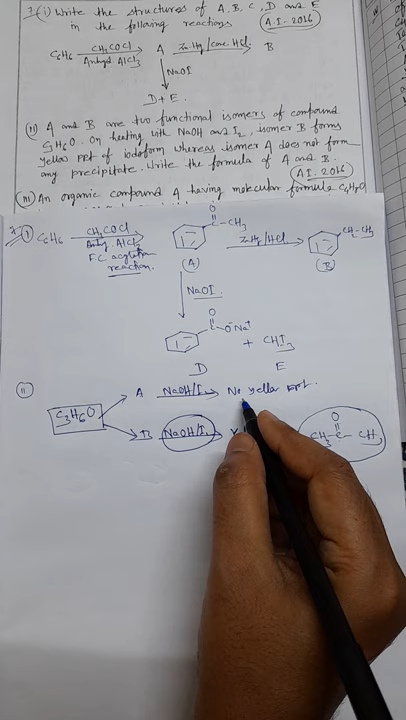 7. (i) Write the structures of A, B, C, D and E
in the following reactions (A.I-2016)
C6H6 CH3COCl A Zn-Hg/conc HCl B
Anhyd AlCl3
NaOI
D + E.
(ii) A and B are two functional isomers of compound
C3H6O. On heating with NaOH and I2, isomer B forms
yellow ppt of iodoform whereas isomer A does not form
any precipitate. Write the formula of A and B.
(A.I-2016)
(iii) An organic compound A having molecular formula C4H8O
(i) C6H6 CH3COCl C CH3 Zn-Hg/HCl CH2-CH3
O
Anhy. AlCl3
F.C acylation
reaction.
(A) (B)
NaOI
O
C O-Na+
+ CHI3
D E
(ii)
A NaOH/I2 No yellow ppt.
C3H6O
B NaOH/I2 Y
O
CH3-C-CH3